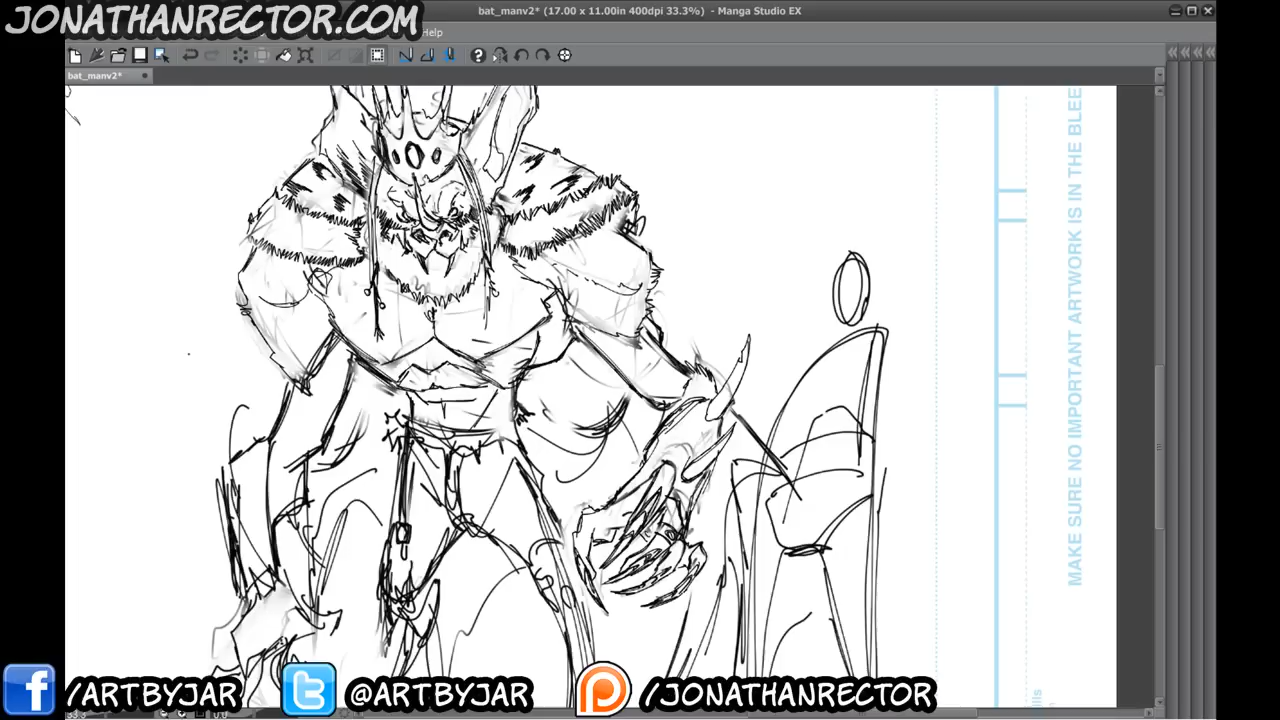 JONATHANRECTOR.COM
bat_manv2* (17.00 x 11.00in 400dpi 33.3%) - Manga Studio EX
Help
bat_manv2*
MAKE SURE NO IMPORTANT ARTWORK IS IN THE BLEE
/ARTBYJAR
@ARTBYJAR
/JONATHANRECTOR